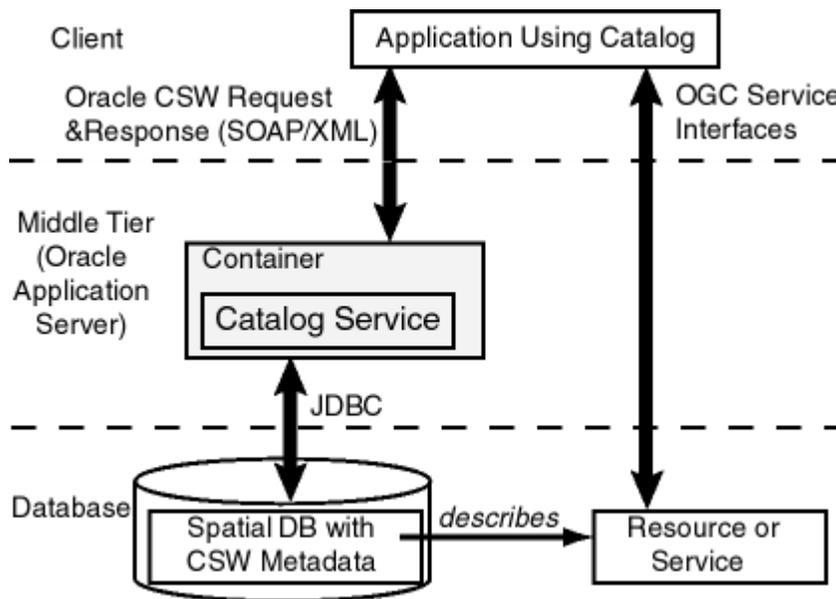 Client
Application Using Catalog
Oracle CSW Request
&Response (SOAP/XML)
OGC Service
Interfaces
Middle Tier
(Oracle
Application
Server)
Container
Catalog Service
JDBC
Database
Spatial DB with
CSW Metadata
describes
Resource or
Service